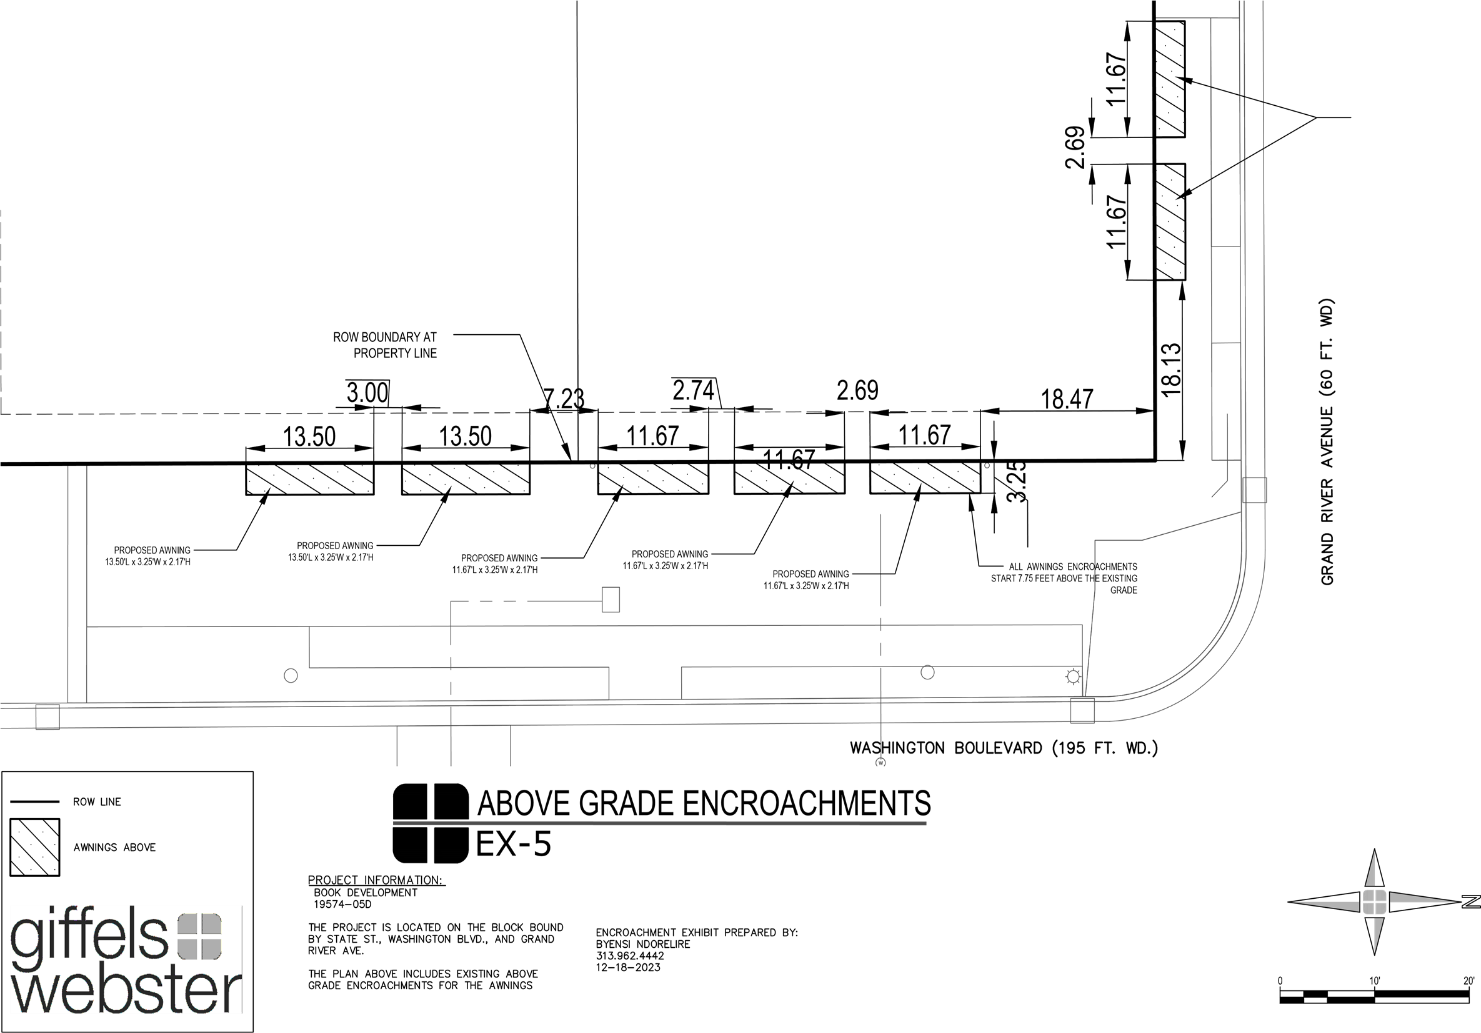 11.67
2.69
11.67
18.13
GRAND RIVER AVENUE (60 FT. WD)
ROW BOUNDARY AT
PROPERTY LINE
3.00
7.23
2.74
2.69
18.47
13.50
13.50
11.67
11.67
11.67
3.25
PROPOSED AWNING
13.50'L x 3.25'W x 2.17'H
PROPOSED AWNING
13.50'L x 3.25'W x 2.17'H
PROPOSED AWNING
11.67'L x 3.25'W x 2.17'H
PROPOSED AWNING
11.67'L x 3.25'W x 2.17'H
PROPOSED AWNING
11.67'L x 3.25'W x 2.17'H
ALL AWNINGS ENCROACHMENTS
START 7.75 FEET ABOVE THE EXISTING
GRADE
WASHINGTON BOULEVARD (195 FT. WD.)
W
ROW LINE
AWNINGS ABOVE
giffels
webster
ABOVE GRADE ENCROACHMENTS
EX-5
PROJECT INFORMATION:
BOOK DEVELOPMENT
19574-05D
THE PROJECT IS LOCATED ON THE BLOCK BOUND
BY STATE ST., WASHINGTON BLVD., AND GRAND
RIVER AVE.
THE PLAN ABOVE INCLUDES EXISTING ABOVE
GRADE ENCROACHMENTS FOR THE AWNINGS
ENCROACHMENT EXHIBIT PREPARED BY:
BYENSI NDORELIRE
313.962.4442
12-18-2023
N
0 10' 20'